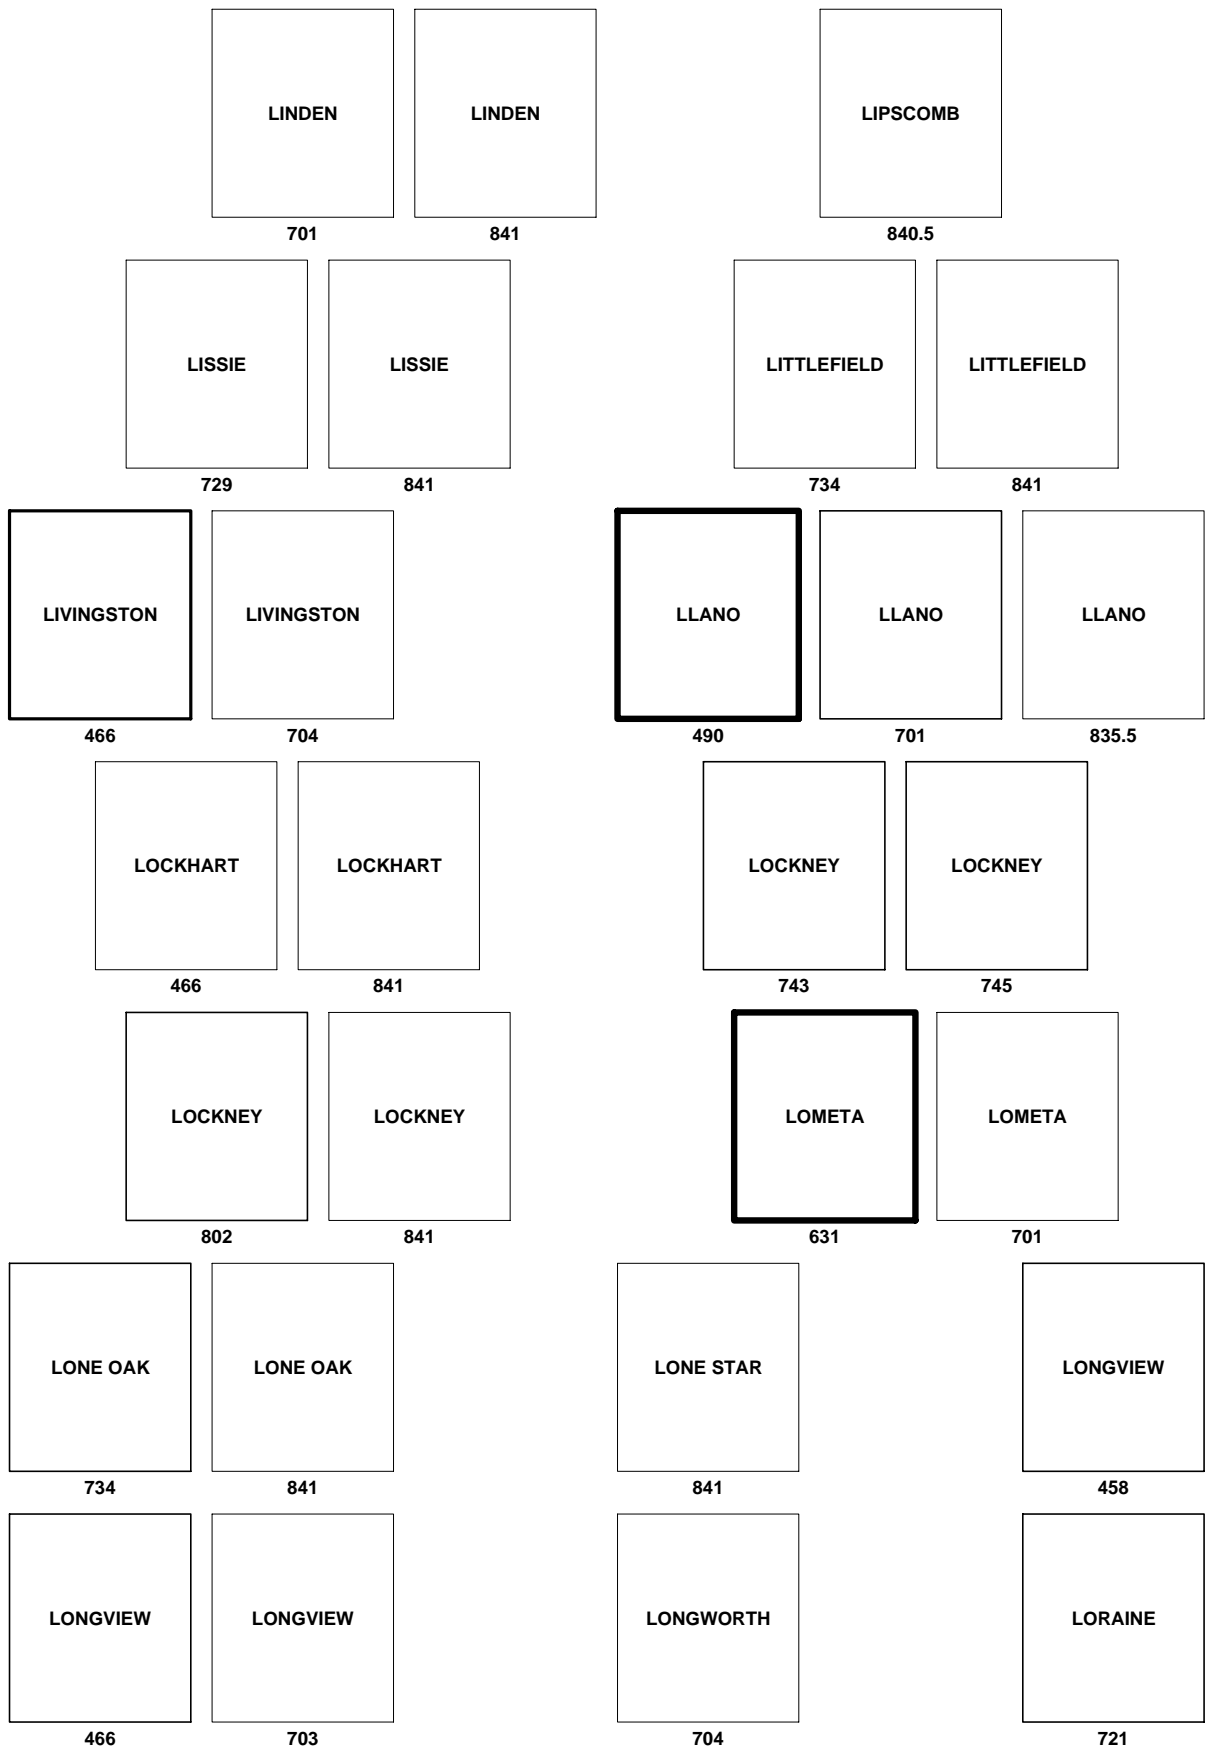 LINDEN LINDEN LIPSCOMB
701 841 840.5
LISSIE LISSIE LITTLEFIELD LITTLEFIELD
729 841 734 841
LIVINGSTON LIVINGSTON LLANO LLANO LLANO
466 704 490 701 835.5
LOCKHART LOCKHART LOCKNEY LOCKNEY
466 841 743 745
LOCKNEY LOCKNEY LOMETA LOMETA
802 841 631 701
LONE OAK LONE OAK LONE STAR LONGVIEW
734 841 841 458
LONGVIEW LONGVIEW LONGWORTH LORAINE
466 703 704 721